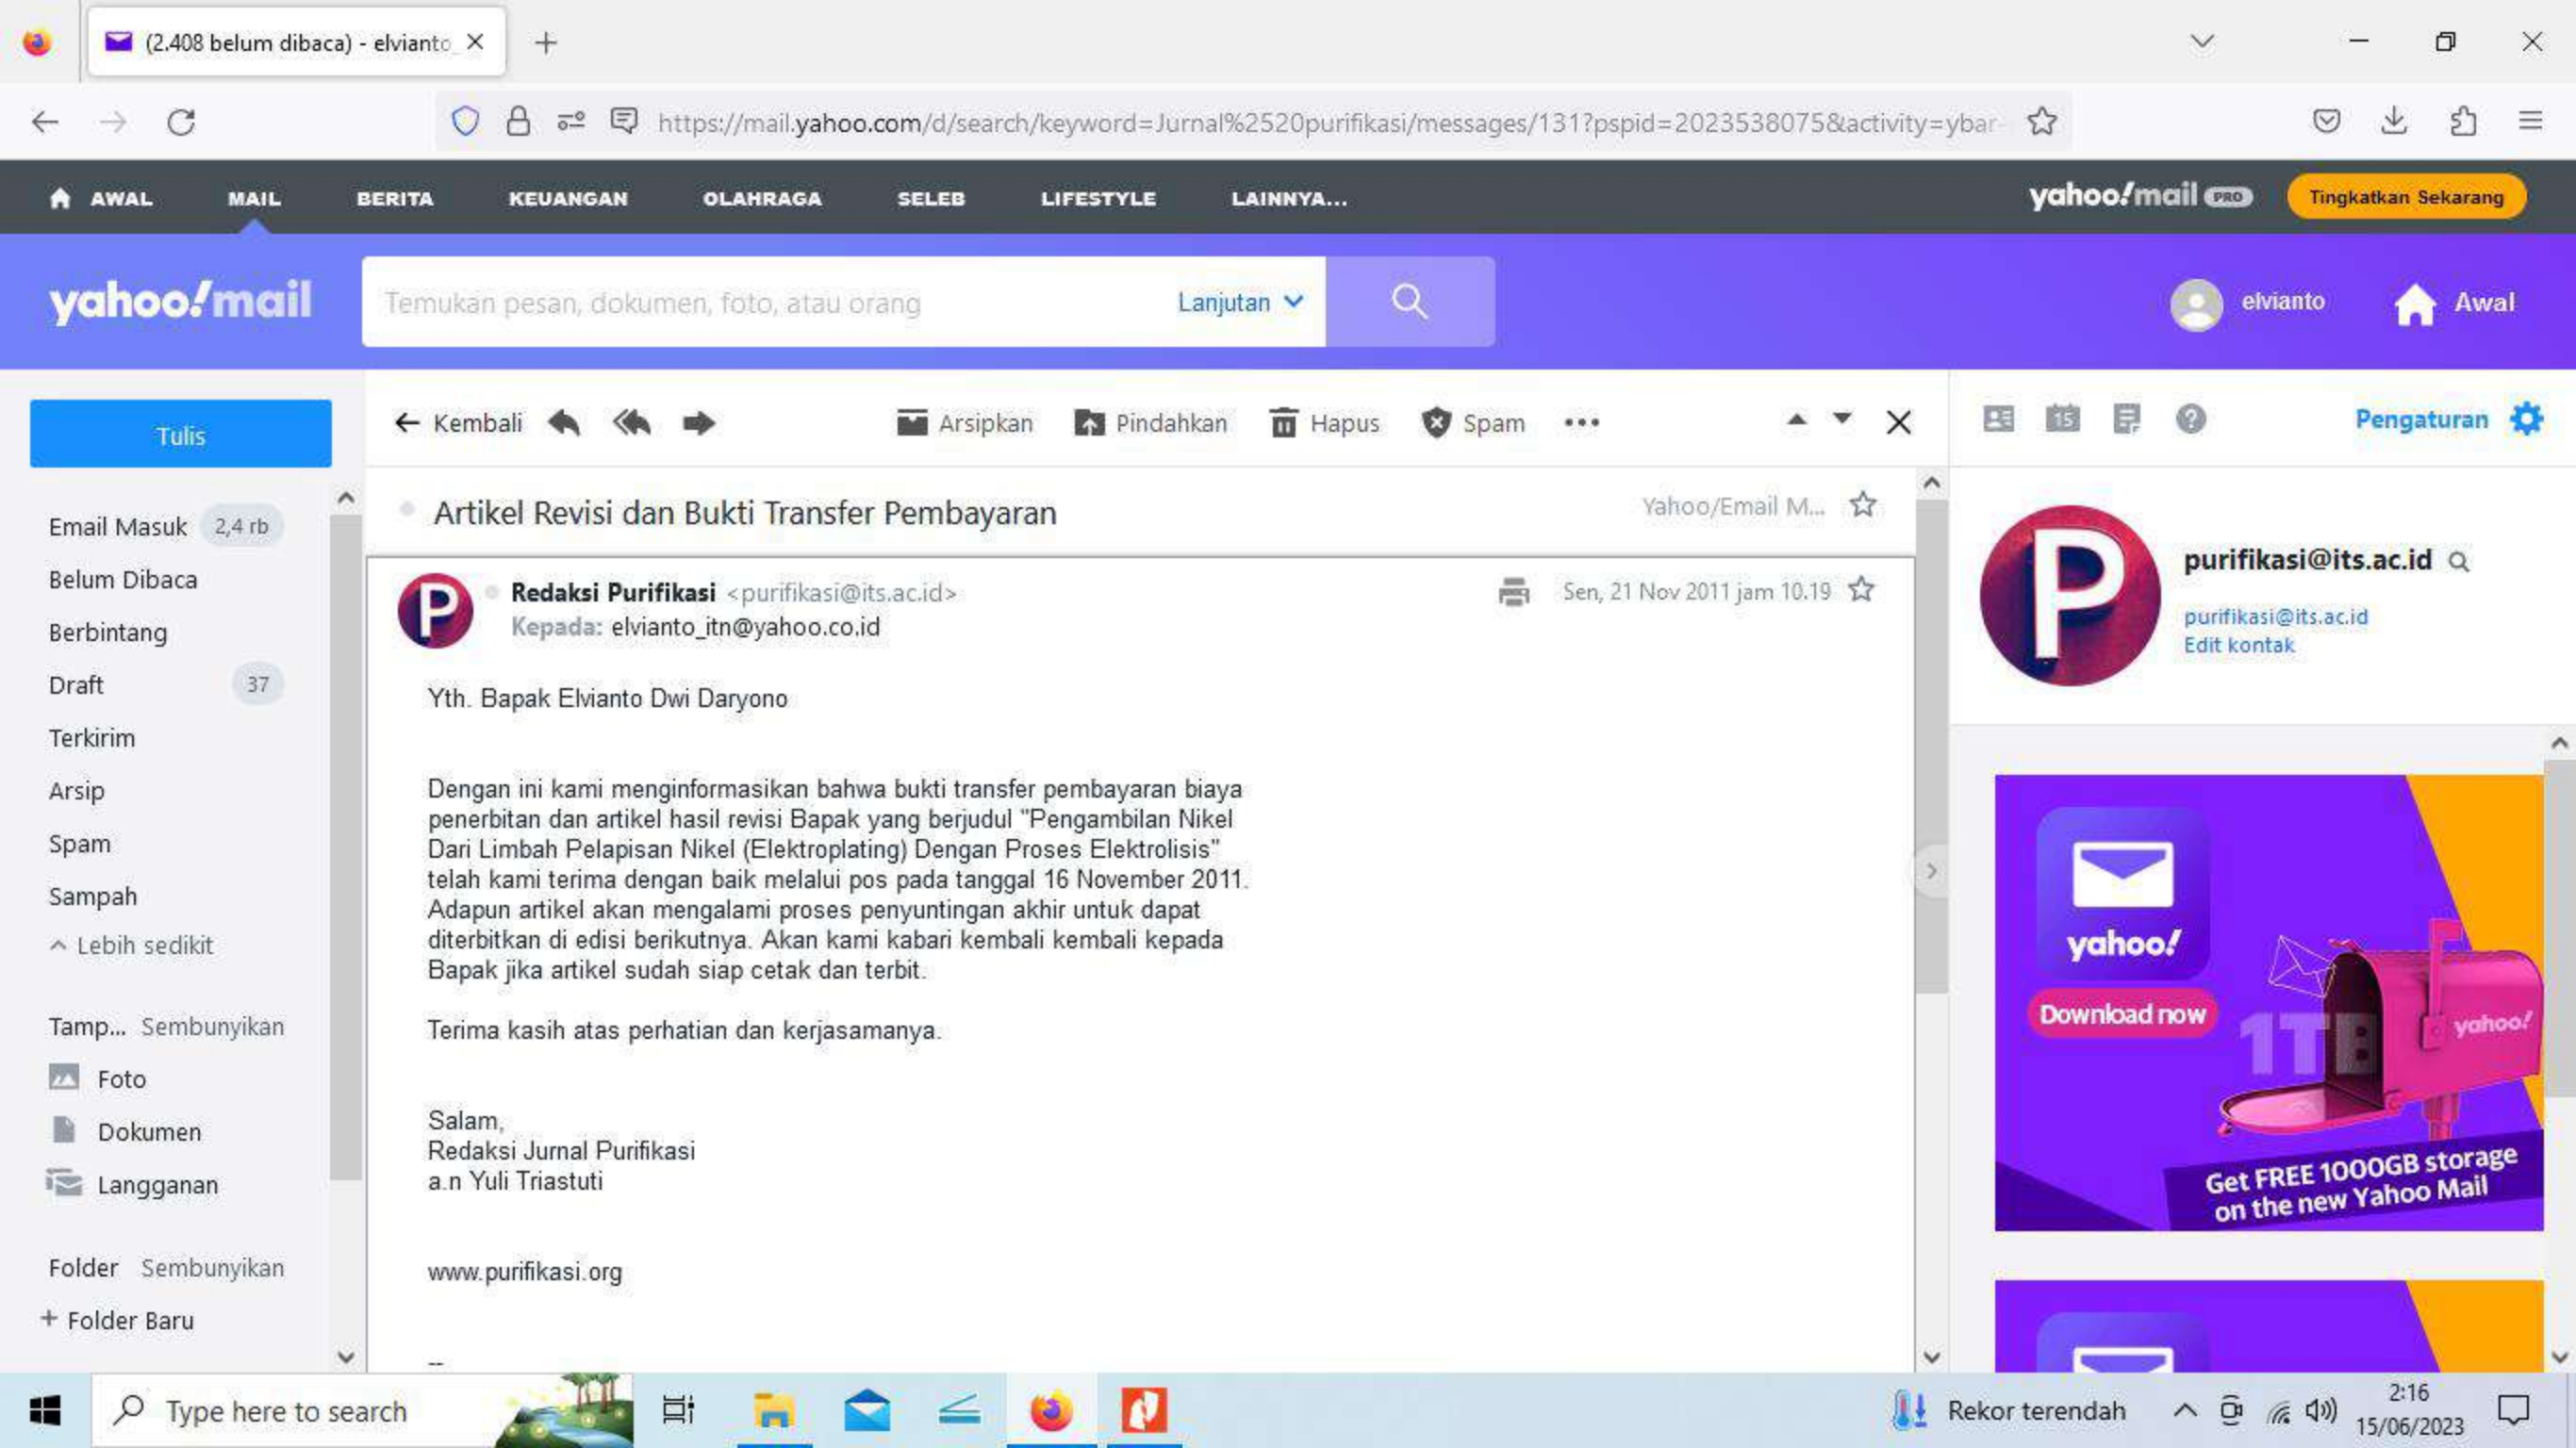 (2.408 belum dibaca) - elvianto_
https://mail.yahoo.com/d/search/keyword=Jurnal%2520purifikasi/messages/131?pspid=2023538075&activity=ybar-
AWAL MAIL BERITA KEUANGAN OLAHRAGA SELEB LIFESTYLE LAINNYA... yahoo!mail PRO Tingkatkan Sekarang
yahoo!mail Temukan pesan, dokumen, foto, atau orang Lanjutan elvianto Awal
Tulis
Email Masuk 2,4 rb
Belum Dibaca
Berbintang
Draft 37
Terkirim
Arsip
Spam
Sampah
Lebih sedikit
Tamp... Sembunyikan
Foto
Dokumen
Langganan
Folder Sembunyikan
+ Folder Baru
Kembali Arsipkan Pindahkan Hapus Spam
Artikel Revisi dan Bukti Transfer Pembayaran Yahoo/Email M...
P
Redaksi Purifikasi <purifikasi@its.ac.id> Sen, 21 Nov 2011 jam 10.19
Kepada: elvianto_itn@yahoo.co.id
Yth. Bapak Elvianto Dwi Daryono
Dengan ini kami menginformasikan bahwa bukti transfer pembayaran biaya
penerbitan dan artikel hasil revisi Bapak yang berjudul "Pengambilan Nikel
Dari Limbah Pelapisan Nikel (Elektroplating) Dengan Proses Elektrolisis"
telah kami terima dengan baik melalui pos pada tanggal 16 November 2011.
Adapun artikel akan mengalami proses penyuntingan akhir untuk dapat
diterbitkan di edisi berikutnya. Akan kami kabari kembali kembali kepada
Bapak jika artikel sudah siap cetak dan terbit.
Terima kasih atas perhatian dan kerjasamanya.
Salam,
Redaksi Jurnal Purifikasi
a.n Yuli Triastuti
www.purifikasi.org
--
15 Pengaturan
P
purifikasi@its.ac.id
purifikasi@its.ac.id
Edit kontak
yahoo!
Download now
1TB
yahoo!
Get FREE 1000GB storage
on the new Yahoo Mail
Type here to search
Rekor terendah
2:16
15/06/2023